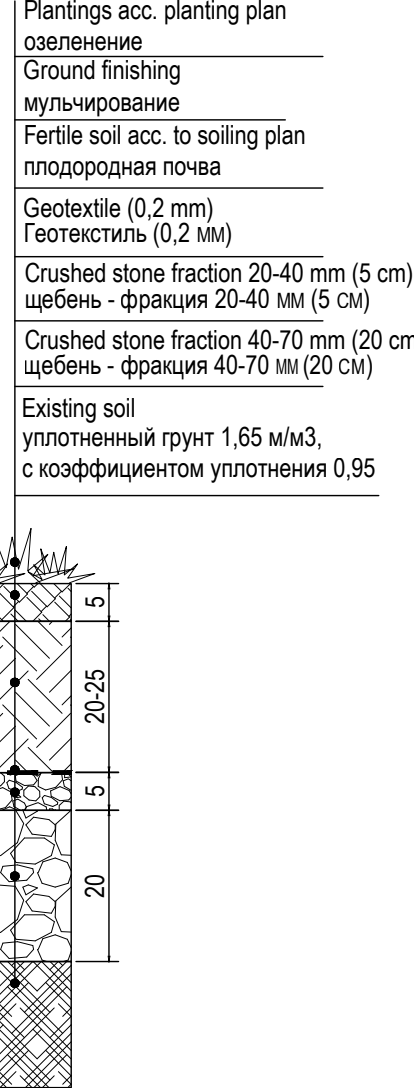 Plantings acc. planting plan
озеленение
Ground finishing
мульчирование
Fertile soil acc. to soiling plan
плодородная почва
Geotextile (0,2 mm)
Геотекстиль (0,2 мм)
Crushed stone fraction 20-40 mm (5 cm)
щебень - фракция 20-40 мм (5 см)
Crushed stone fraction 40-70 mm (20 cm
щебень - фракция 40-70 мм (20 см)
Existing soil
уплотненный грунт 1,65 м/м3,
с коэффициентом уплотнения 0,95
5
20-25
5
20